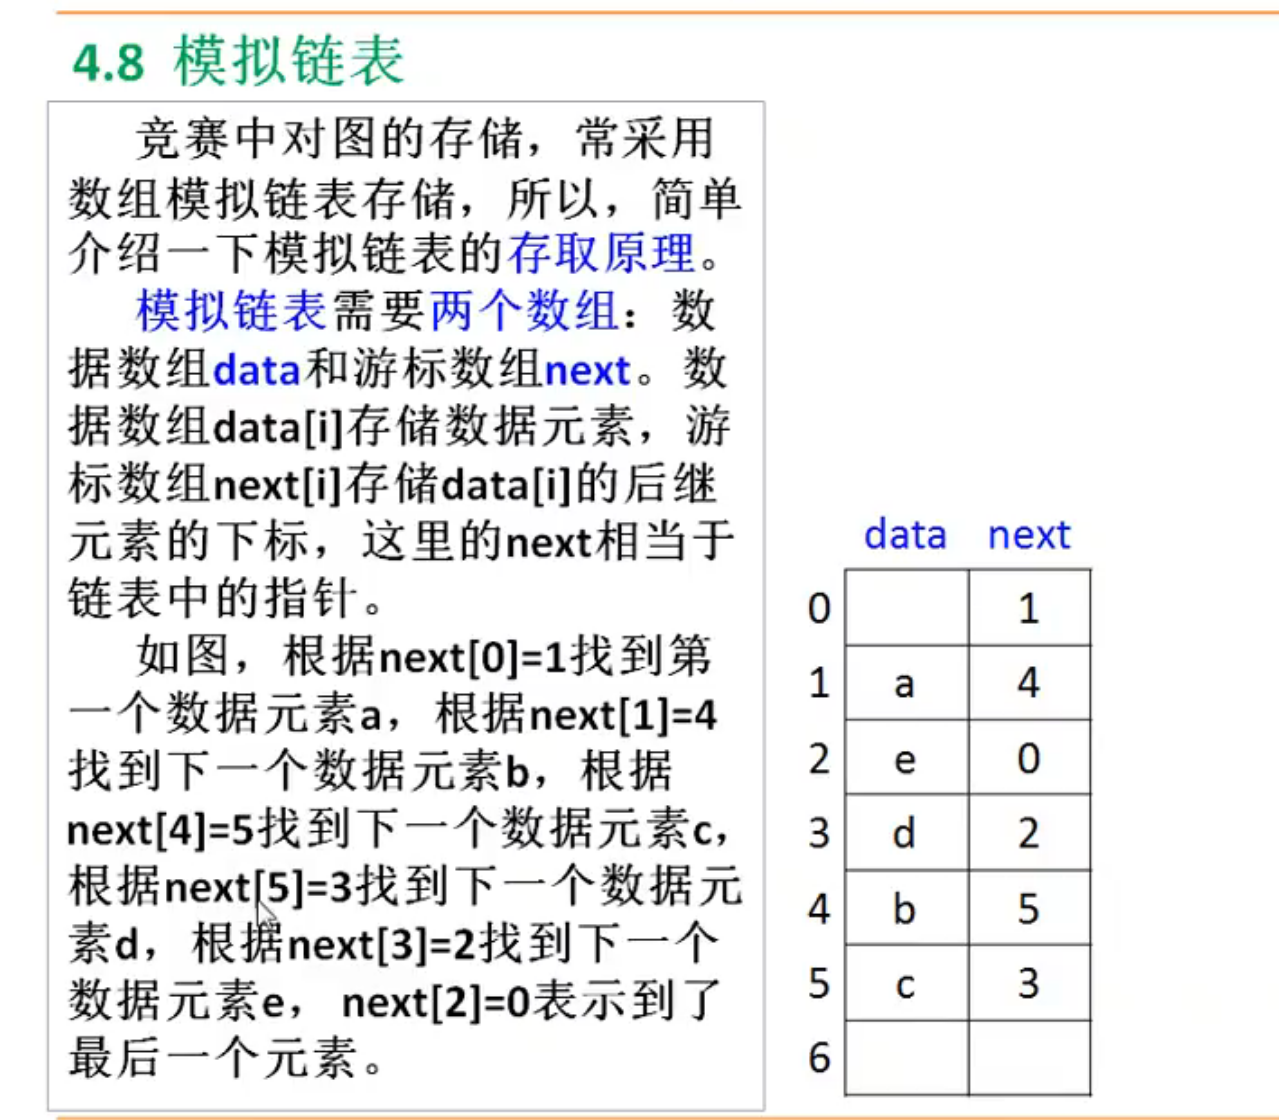 4.8 模拟链表
竞赛中对图的存储，常采用
数组模拟链表存储，所以，简单
介绍一下模拟链表的存取原理。
模拟链表需要两个数组：数
据数组data和游标数组next。数
据数组data[i]存储数据元素，游
标数组next[i]存储data[i]的后继
元素的下标，这里的next相当于
链表中的指针。
如图，根据next[0]=1找到第
一个数据元素a，根据next[1]=4
找到下一个数据元素b，根据
next[4]=5找到下一个数据元素c，
根据next[5]=3找到下一个数据元
素d，根据next[3]=2找到下一个
数据元素e， next[2]=0表示到了
最后一个元素。
data next
0 1
1 a 4
2 e 0
3 d 2
4 b 5
5 c 3
6